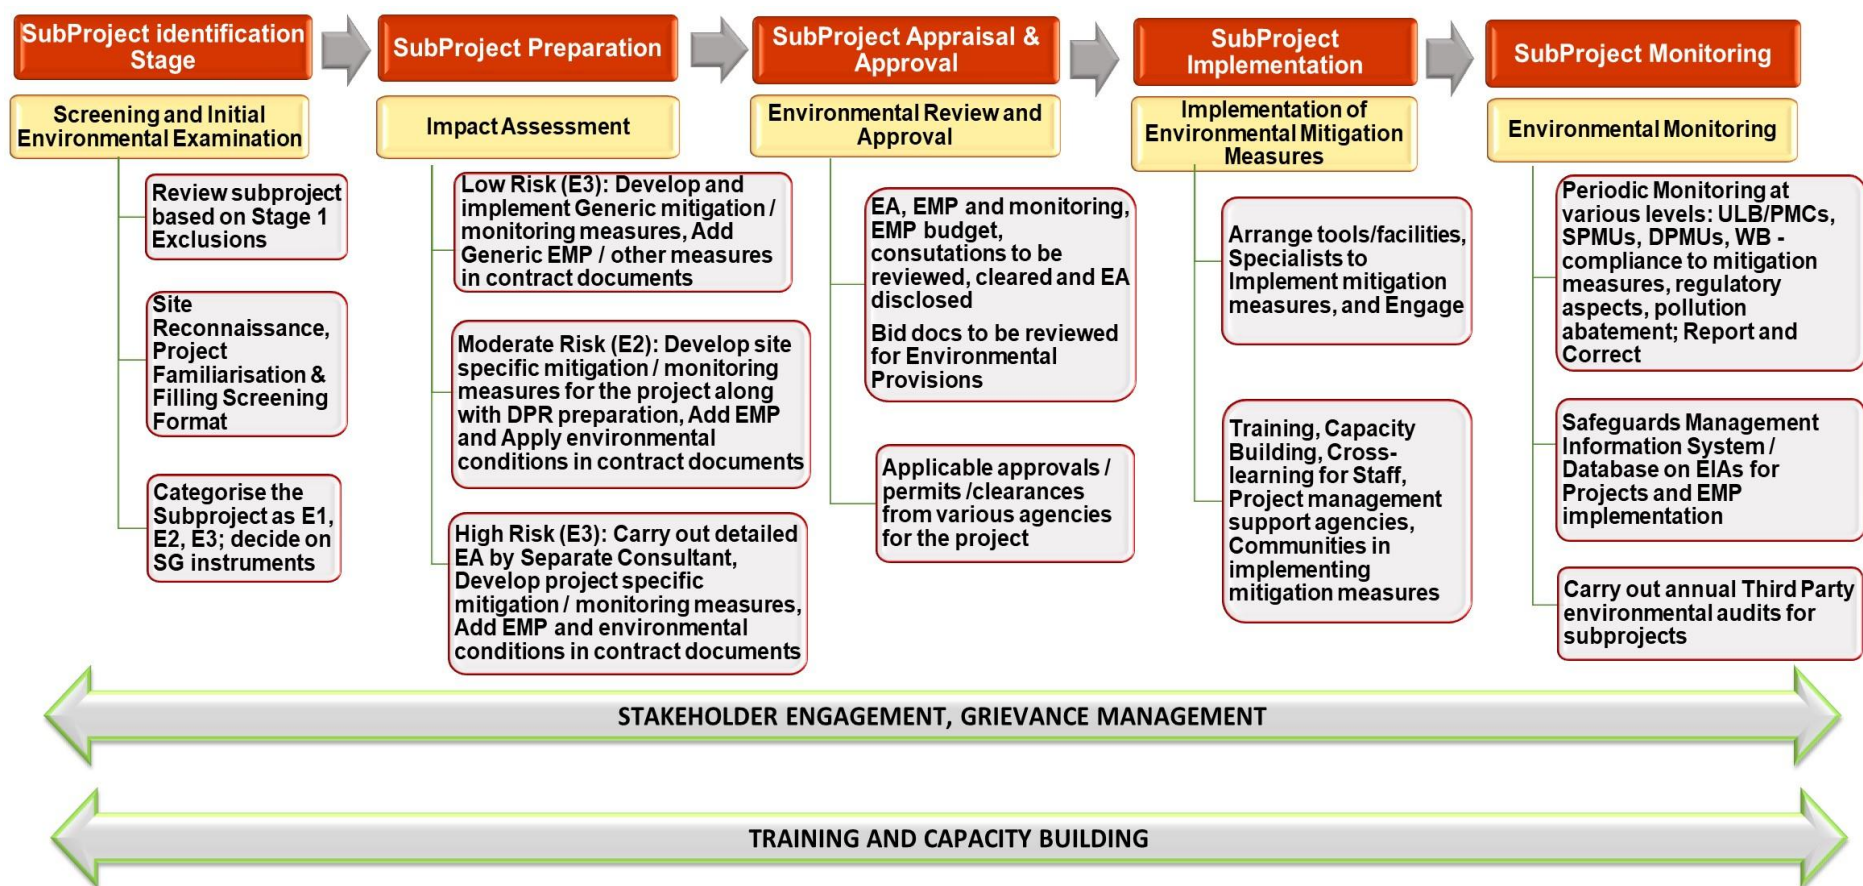 SubProject identification
Stage
SubProject Preparation
SubProject Appraisal &
Approval
SubProject
Implementation
SubProject Monitoring
Screening and Initial
Environmental Examination
Review subproject
based on Stage 1
Exclusions
Site
Reconnaissance,
Project
Familiarisation &
Filling Screening
Format
Categorise the
Subproject as E1,
E2, E3; decide on
SG instruments
Impact Assessment
Low Risk (E3): Develop and
implement Generic mitigation /
monitoring measures, Add
Generic EMP / other measures
in contract documents
Moderate Risk (E2): Develop site
specific mitigation / monitoring
measures for the project along
with DPR preparation, Add EMP
and Apply environmental
conditions in contract documents
High Risk (E3): Carry out detailed
EA by Separate Consultant,
Develop project specific
mitigation / monitoring measures,
Add EMP and environmental
conditions in contract documents
Environmental Review and
Approval
EA, EMP and monitoring,
EMP budget,
consutations to be
reviewed, cleared and EA
disclosed
Bid docs to be reviewed
for Environmental
Provisions
Applicable approvals /
permits /clearances
from various agencies
for the project
Implementation of
Environmental Mitigation
Measures
Arrange tools/facilities,
Specialists to
Implement mitigation
measures, and Engage
Training, Capacity
Building, Cross-
learning for Staff,
Project management
support agencies,
Communities in
implementing
mitigation measures
Environmental Monitoring
Periodic Monitoring at
various levels: ULB/PMCs,
SPMUs, DPMUs, WB -
compliance to mitigation
measures, regulatory
aspects, pollution
abatement; Report and
Correct
Safeguards Management
Information System /
Database on EIAs for
Projects and EMP
implementation
Carry out annual Third Party
environmental audits for
subprojects
STAKEHOLDER ENGAGEMENT, GRIEVANCE MANAGEMENT
TRAINING AND CAPACITY BUILDING